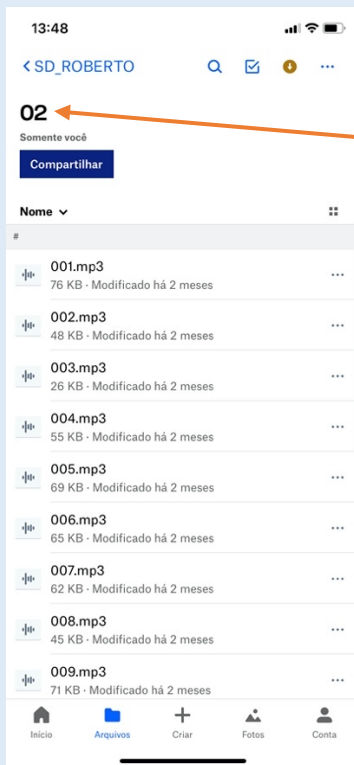 13:48
SD_ROBERTO
02
Somente você
Compartilhar
Nome
#
001.mp3
76 KB · Modificado há 2 meses
002.mp3
48 KB · Modificado há 2 meses
003.mp3
26 KB · Modificado há 2 meses
004.mp3
55 KB · Modificado há 2 meses
005.mp3
69 KB · Modificado há 2 meses
006.mp3
65 KB · Modificado há 2 meses
007.mp3
62 KB · Modificado há 2 meses
008.mp3
45 KB · Modificado há 2 meses
009.mp3
71 KB · Modificado há 2 meses
Início Arquivos Criar Fotos Conta